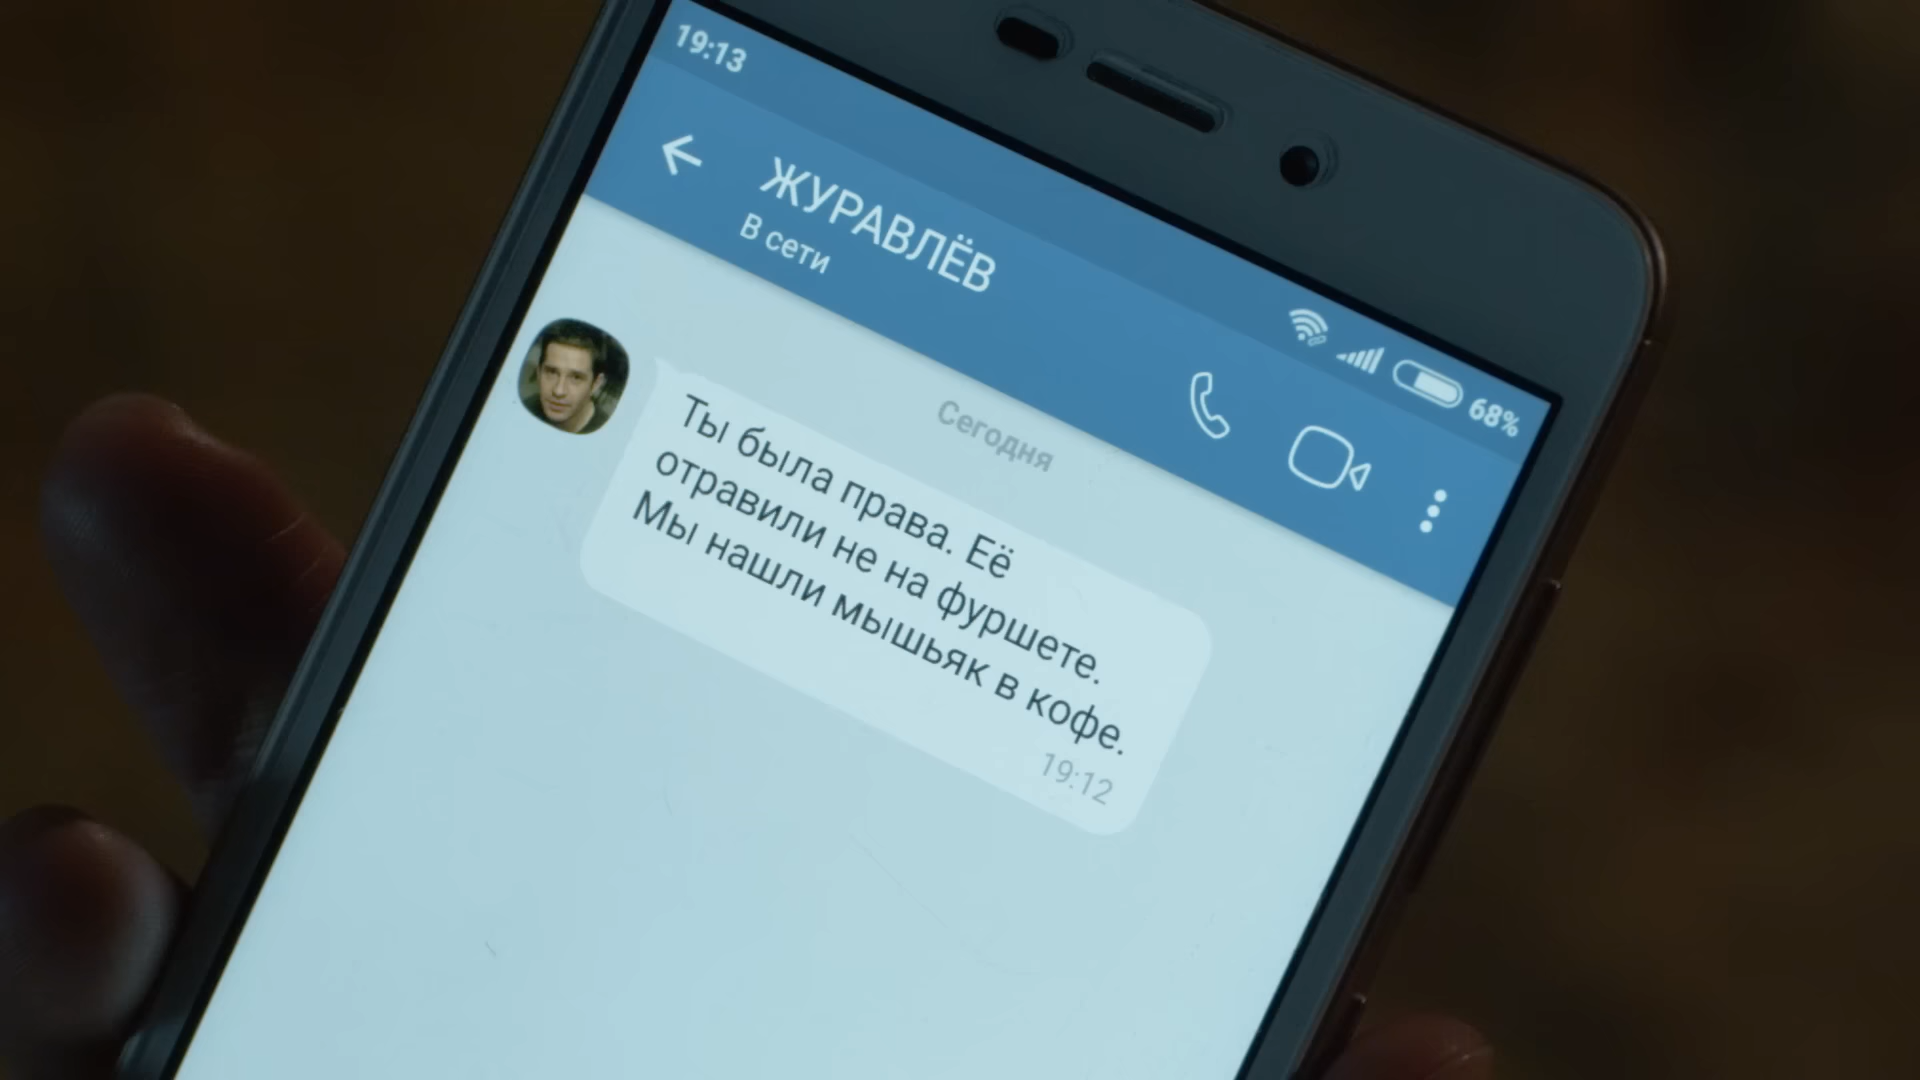 19:13
68%
ЖУРАВЛЁВ
В сети
Сегодня
Ты была права. Её
отравили не на фуршете.
Мы нашли мышьяк в кофе.
19:12